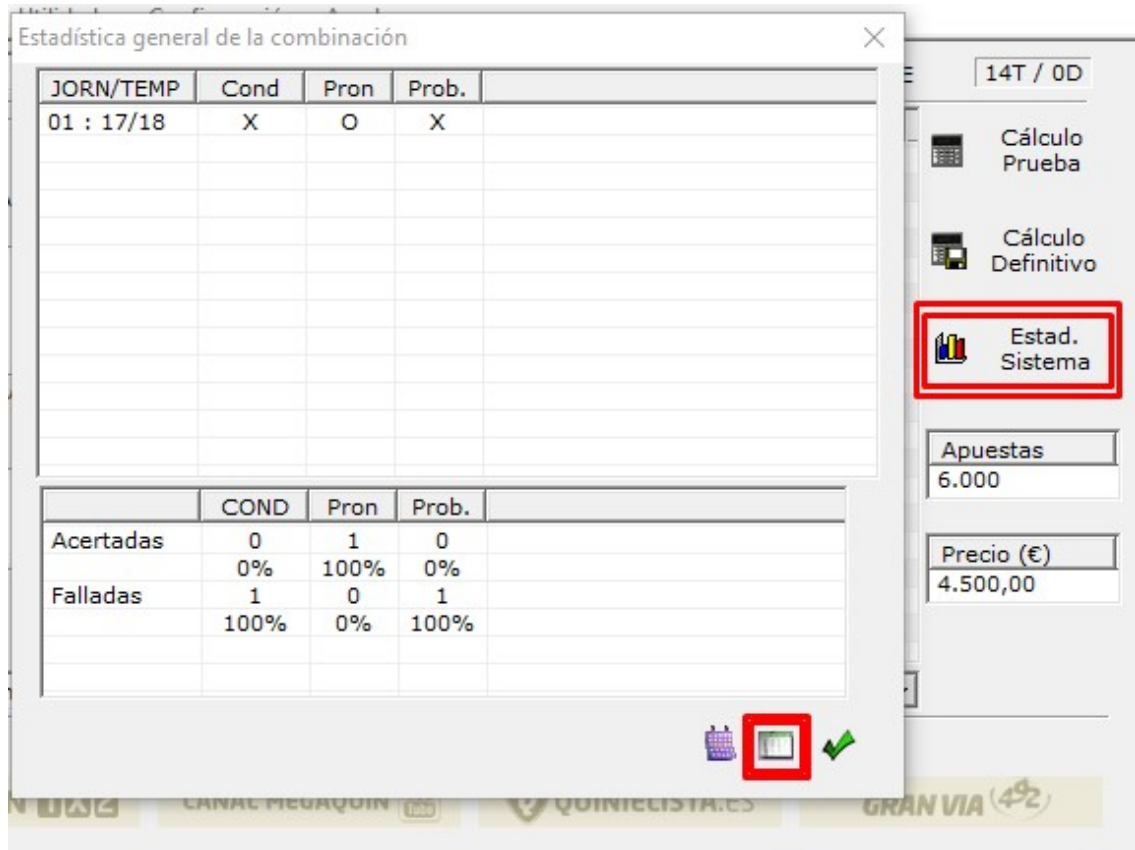 Estadística general de la combinación
JORN/TEMP Cond Pron Prob.
01 : 17/18 X O X
COND Pron Prob.
Acertadas 0 1 0
0% 100% 0%
Falladas 1 0 1
100% 0% 100%
14T / 0D
Cálculo
Prueba
Cálculo
Definitivo
Estad.
Sistema
Apuestas
6.000
Precio (€)
4.500,00
1X2
CANAL MEGAQUIN
QUINIELISTA.ES
GRAN VIA 492